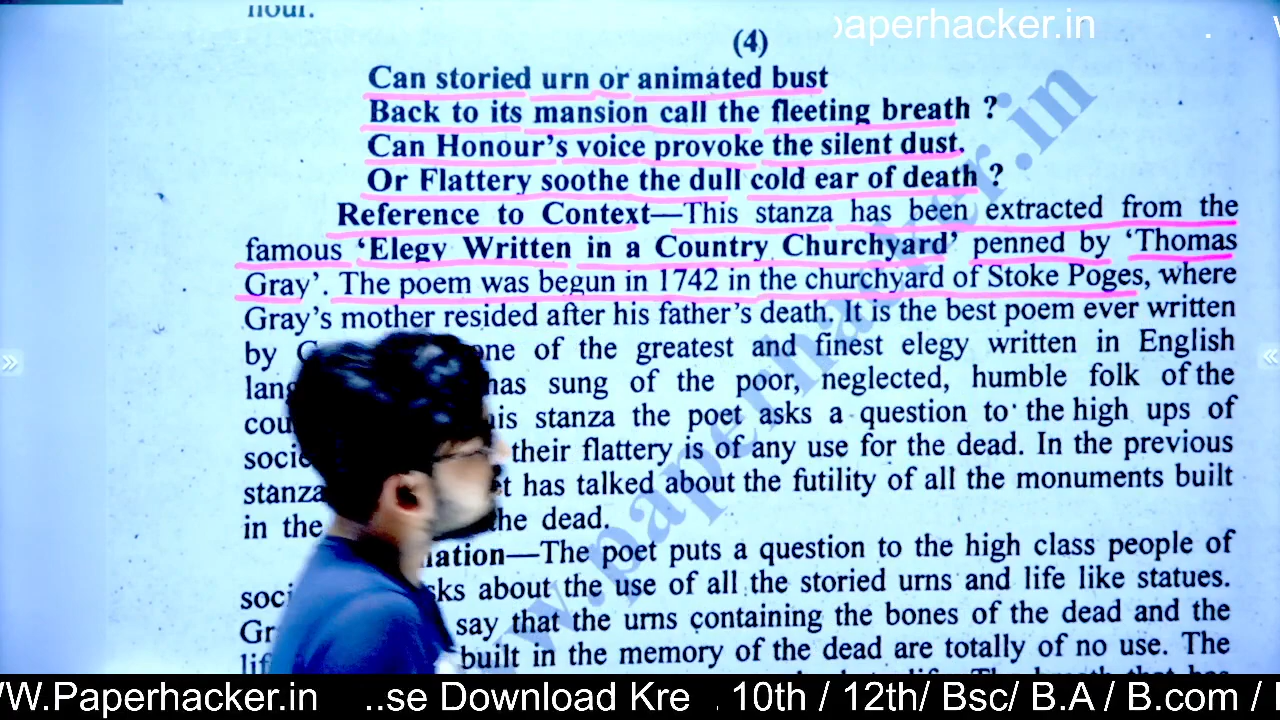 hour.
paperhacker.in .
(4)
Can storied urn or animated bust
Back to its mansion call the fleeting breath ?
Can Honour's voice provoke the silent dust.
Or Flattery soothe the dull cold ear of death ?
Reference to Context—This stanza has been extracted from the
famous 'Elegy Written in a Country Churchyard' penned by 'Thomas
Gray'. The poem was begun in 1742 in the churchyard of Stoke Poges, where
Gray's mother resided after his father's death. It is the best poem ever written
by one of the greatest and finest elegy written in English
has sung of the poor, neglected, humble folk of the
stanza the poet asks a question to the high ups of
their flattery is of any use for the dead. In the previous
stanza has talked about the futility of all the monuments built
in the the dead.
—The poet puts a question to the high class people of
about the use of all the storied urns and life like statues.
say that the urns containing the bones of the dead and the
built in the memory of the dead are totally of no use. The
www.paperhacker.in
WW.Paperhacker.in ..se Download Kre . 10th / 12th/ Bsc/ B.A / B.com /